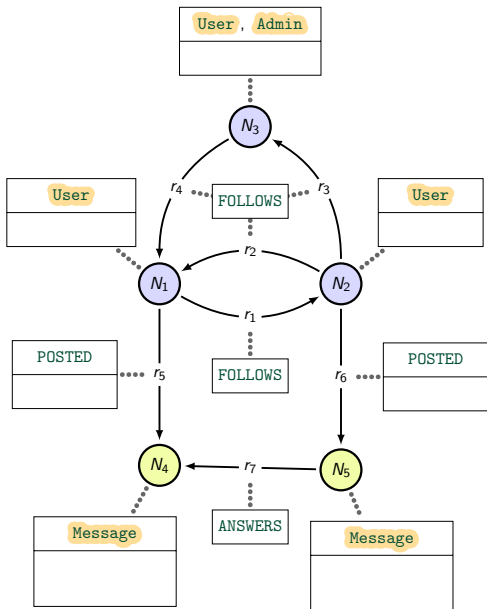 User, Admin
N3
r4
FOLLOWS
r3
User
User
r2
N1
N2
r1
POSTED
r5
FOLLOWS
r6
POSTED
N4
r7
N5
Message
ANSWERS
Message